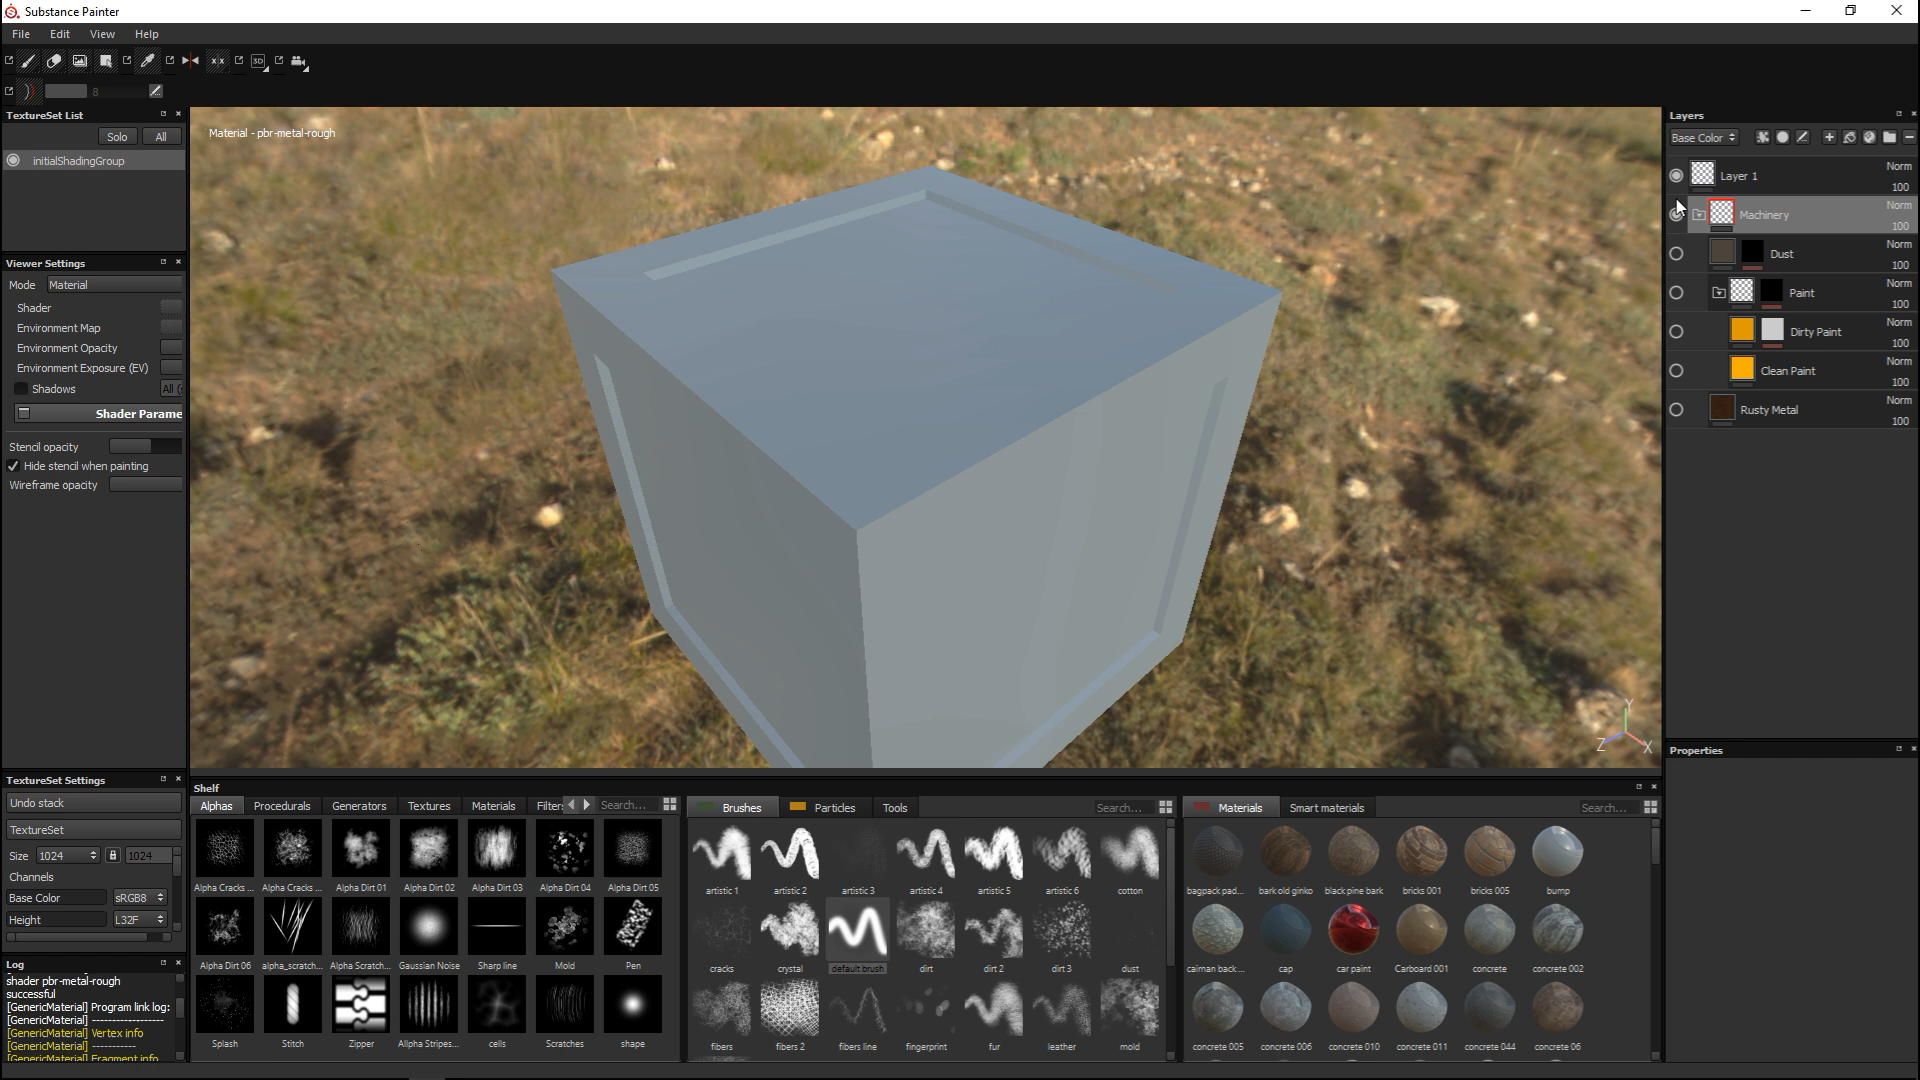 Substance Painter
File Edit View Help
8
TextureSet List
Solo All
initialShadingGroup
Viewer Settings
Mode Material
Shader
Environment Map
Environment Opacity
Environment Exposure (EV)
Shadows All (
Shader Parame
Stencil opacity
Hide stencil when painting
Wireframe opacity
TextureSet Settings
Undo stack
TextureSet
Size 1024 1024
Channels
Base Color sRGB8
Height L32F
Log
shader pbr-metal-rough
successful
[GenericMaterial] Program link log:
[GenericMaterial] ------------------
[GenericMaterial] Vertex info
[GenericMaterial] -----------
[GenericMaterial] Fragment info
Material - pbr-metal-rough
Y
Z X
Shelf
Alphas Procedurals Generators Textures Materials Filter Search...
Alpha Cracks ... Alpha Cracks ... Alpha Dirt 01 Alpha Dirt 02 Alpha Dirt 03 Alpha Dirt 04 Alpha Dirt 05
Alpha Dirt 06 alpha_scratch... Alpha Scratch... Gaussian Noise Sharp line Mold Pen
Splash Stitch Zipper Allpha Stripes... cells Scratches shape
Brushes Particles Tools Search...
artistic 1 artistic 2 artistic 3 artistic 4 artistic 5 artistic 6 cotton
cracks crystal default brush dirt dirt 2 dirt 3 dust
fibers fibers 2 fibers line fingerprint fur leather mold
Materials Smart materials Search...
bagpack pad... bark old ginko black pine bark bricks 001 bricks 005 bump
caiman back ... cap car paint Carboard 001 concrete concrete 002
concrete 005 concrete 006 concrete 010 concrete 011 concrete 044 concrete 06
Layers
Base Color
Layer 1 Norm
100
Machinery Norm
100
Dust Norm
100
Paint Norm
100
Dirty Paint Norm
100
Clean Paint Norm
100
Rusty Metal Norm
100
Properties